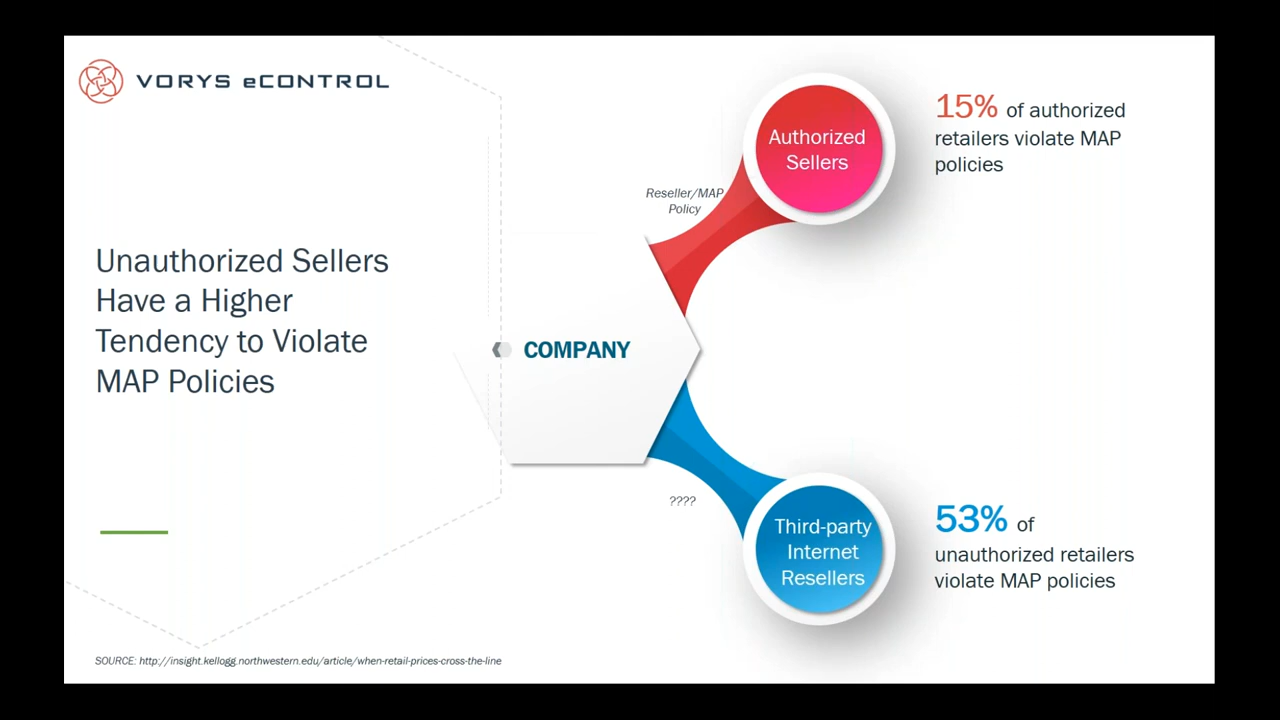 VORYS eCONTROL
Unauthorized Sellers
Have a Higher
Tendency to Violate
MAP Policies
Reseller/MAP
Policy
COMPANY
????
Authorized
Sellers
15% of authorized
retailers violate MAP
policies
Third-party
Internet
Resellers
53% of
unauthorized retailers
violate MAP policies
SOURCE: http://insight.kellogg.northwestern.edu/article/when-retail-prices-cross-the-line